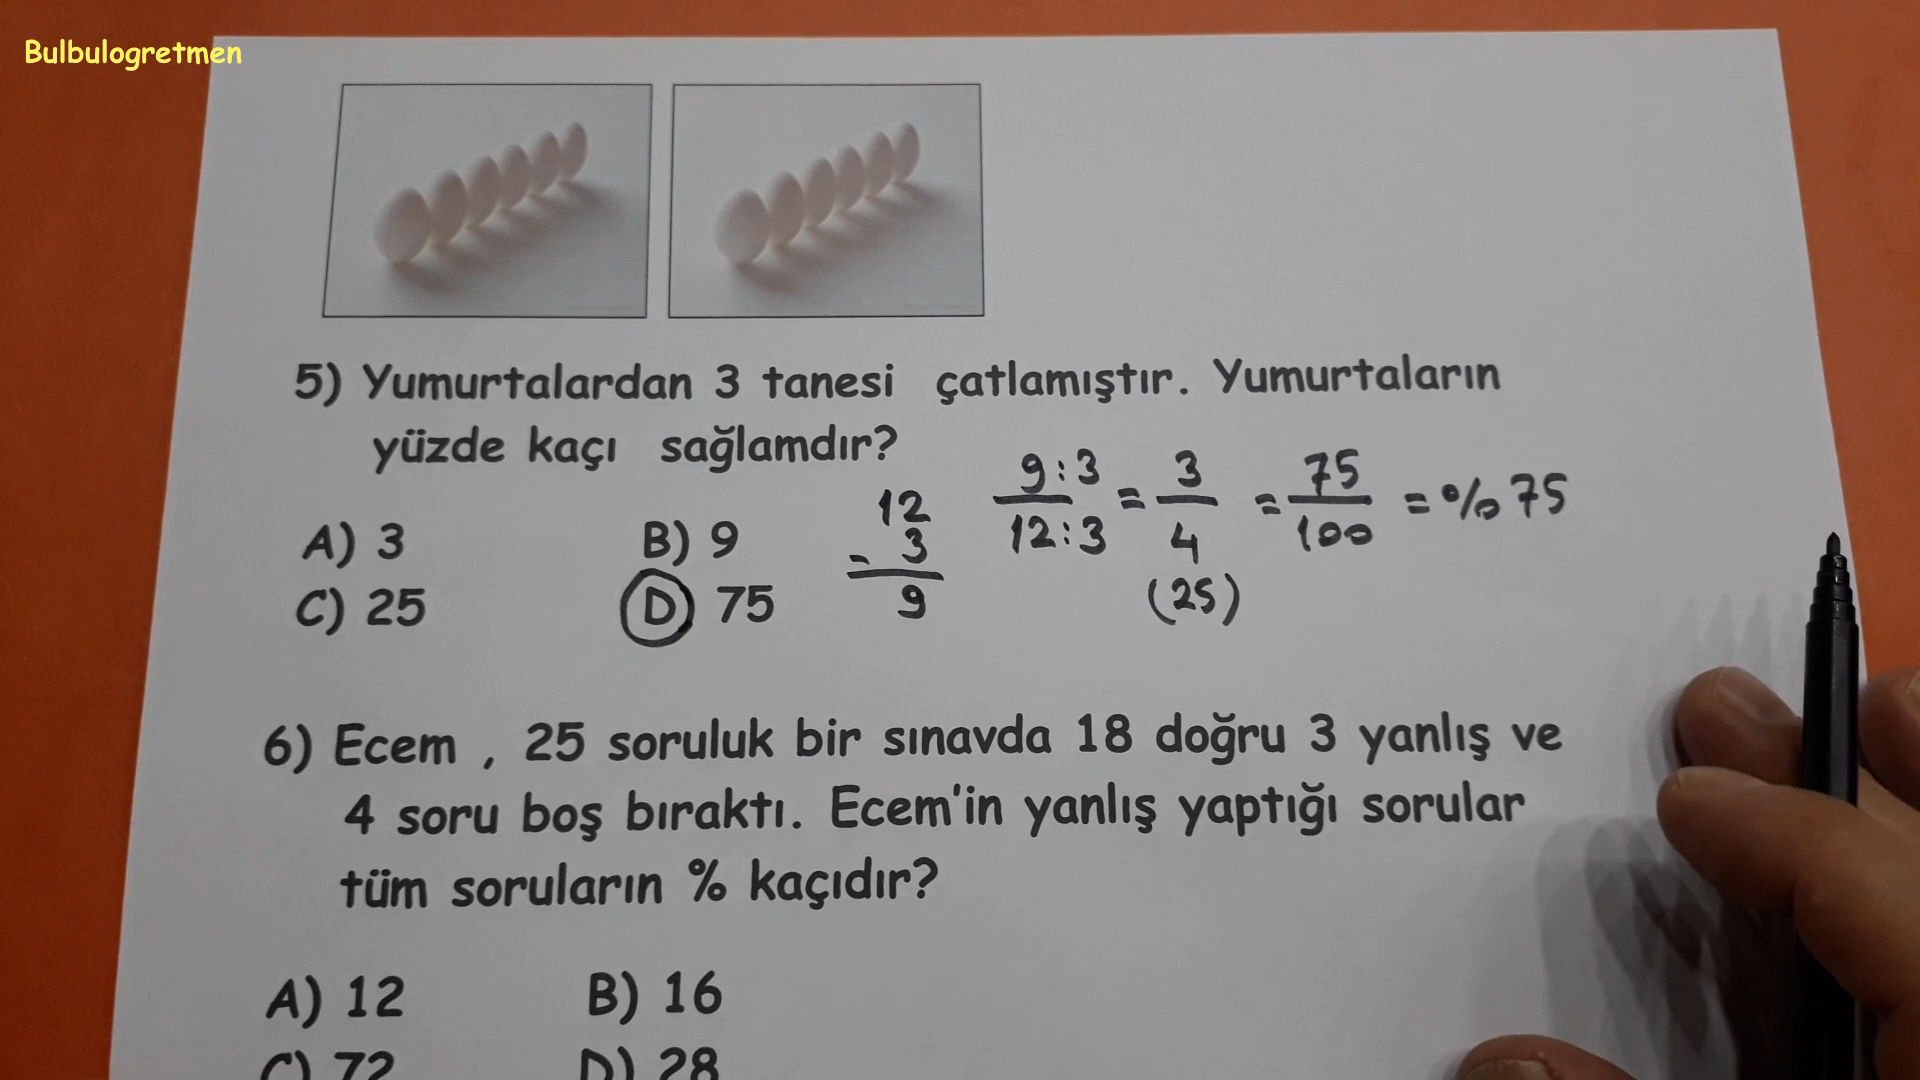 Bulbulogretmen
5) Yumurtalardan 3 tanesi çatlamıştır. Yumurtaların
yüzde kaçı sağlamdır?
A) 3 B) 9
C) 25 D) 75
12
- 3
9
9:3 / 12:3 = 3 / 4 = 75 / 100 = %75
(25)
6) Ecem , 25 soruluk bir sınavda 18 doğru 3 yanlış ve
4 soru boş bıraktı. Ecem'in yanlış yaptığı sorular
tüm soruların % kaçıdır?
A) 12 B) 16
C) 72 D) 28